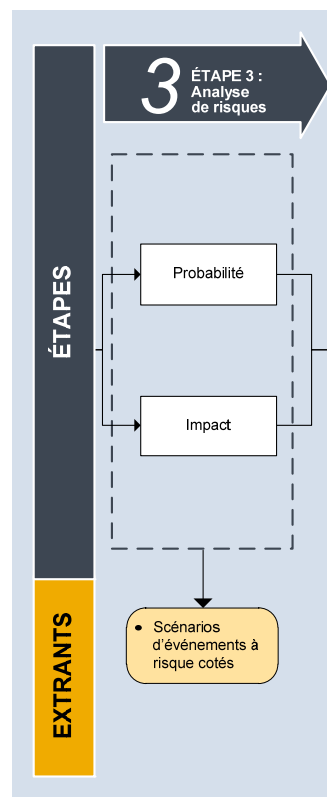 3
ÉTAPE 3 :
Analyse
de risques
ÉTAPES
Probabilité
Impact
EXTRANTS
• Scénarios
d'événements à
risque cotés